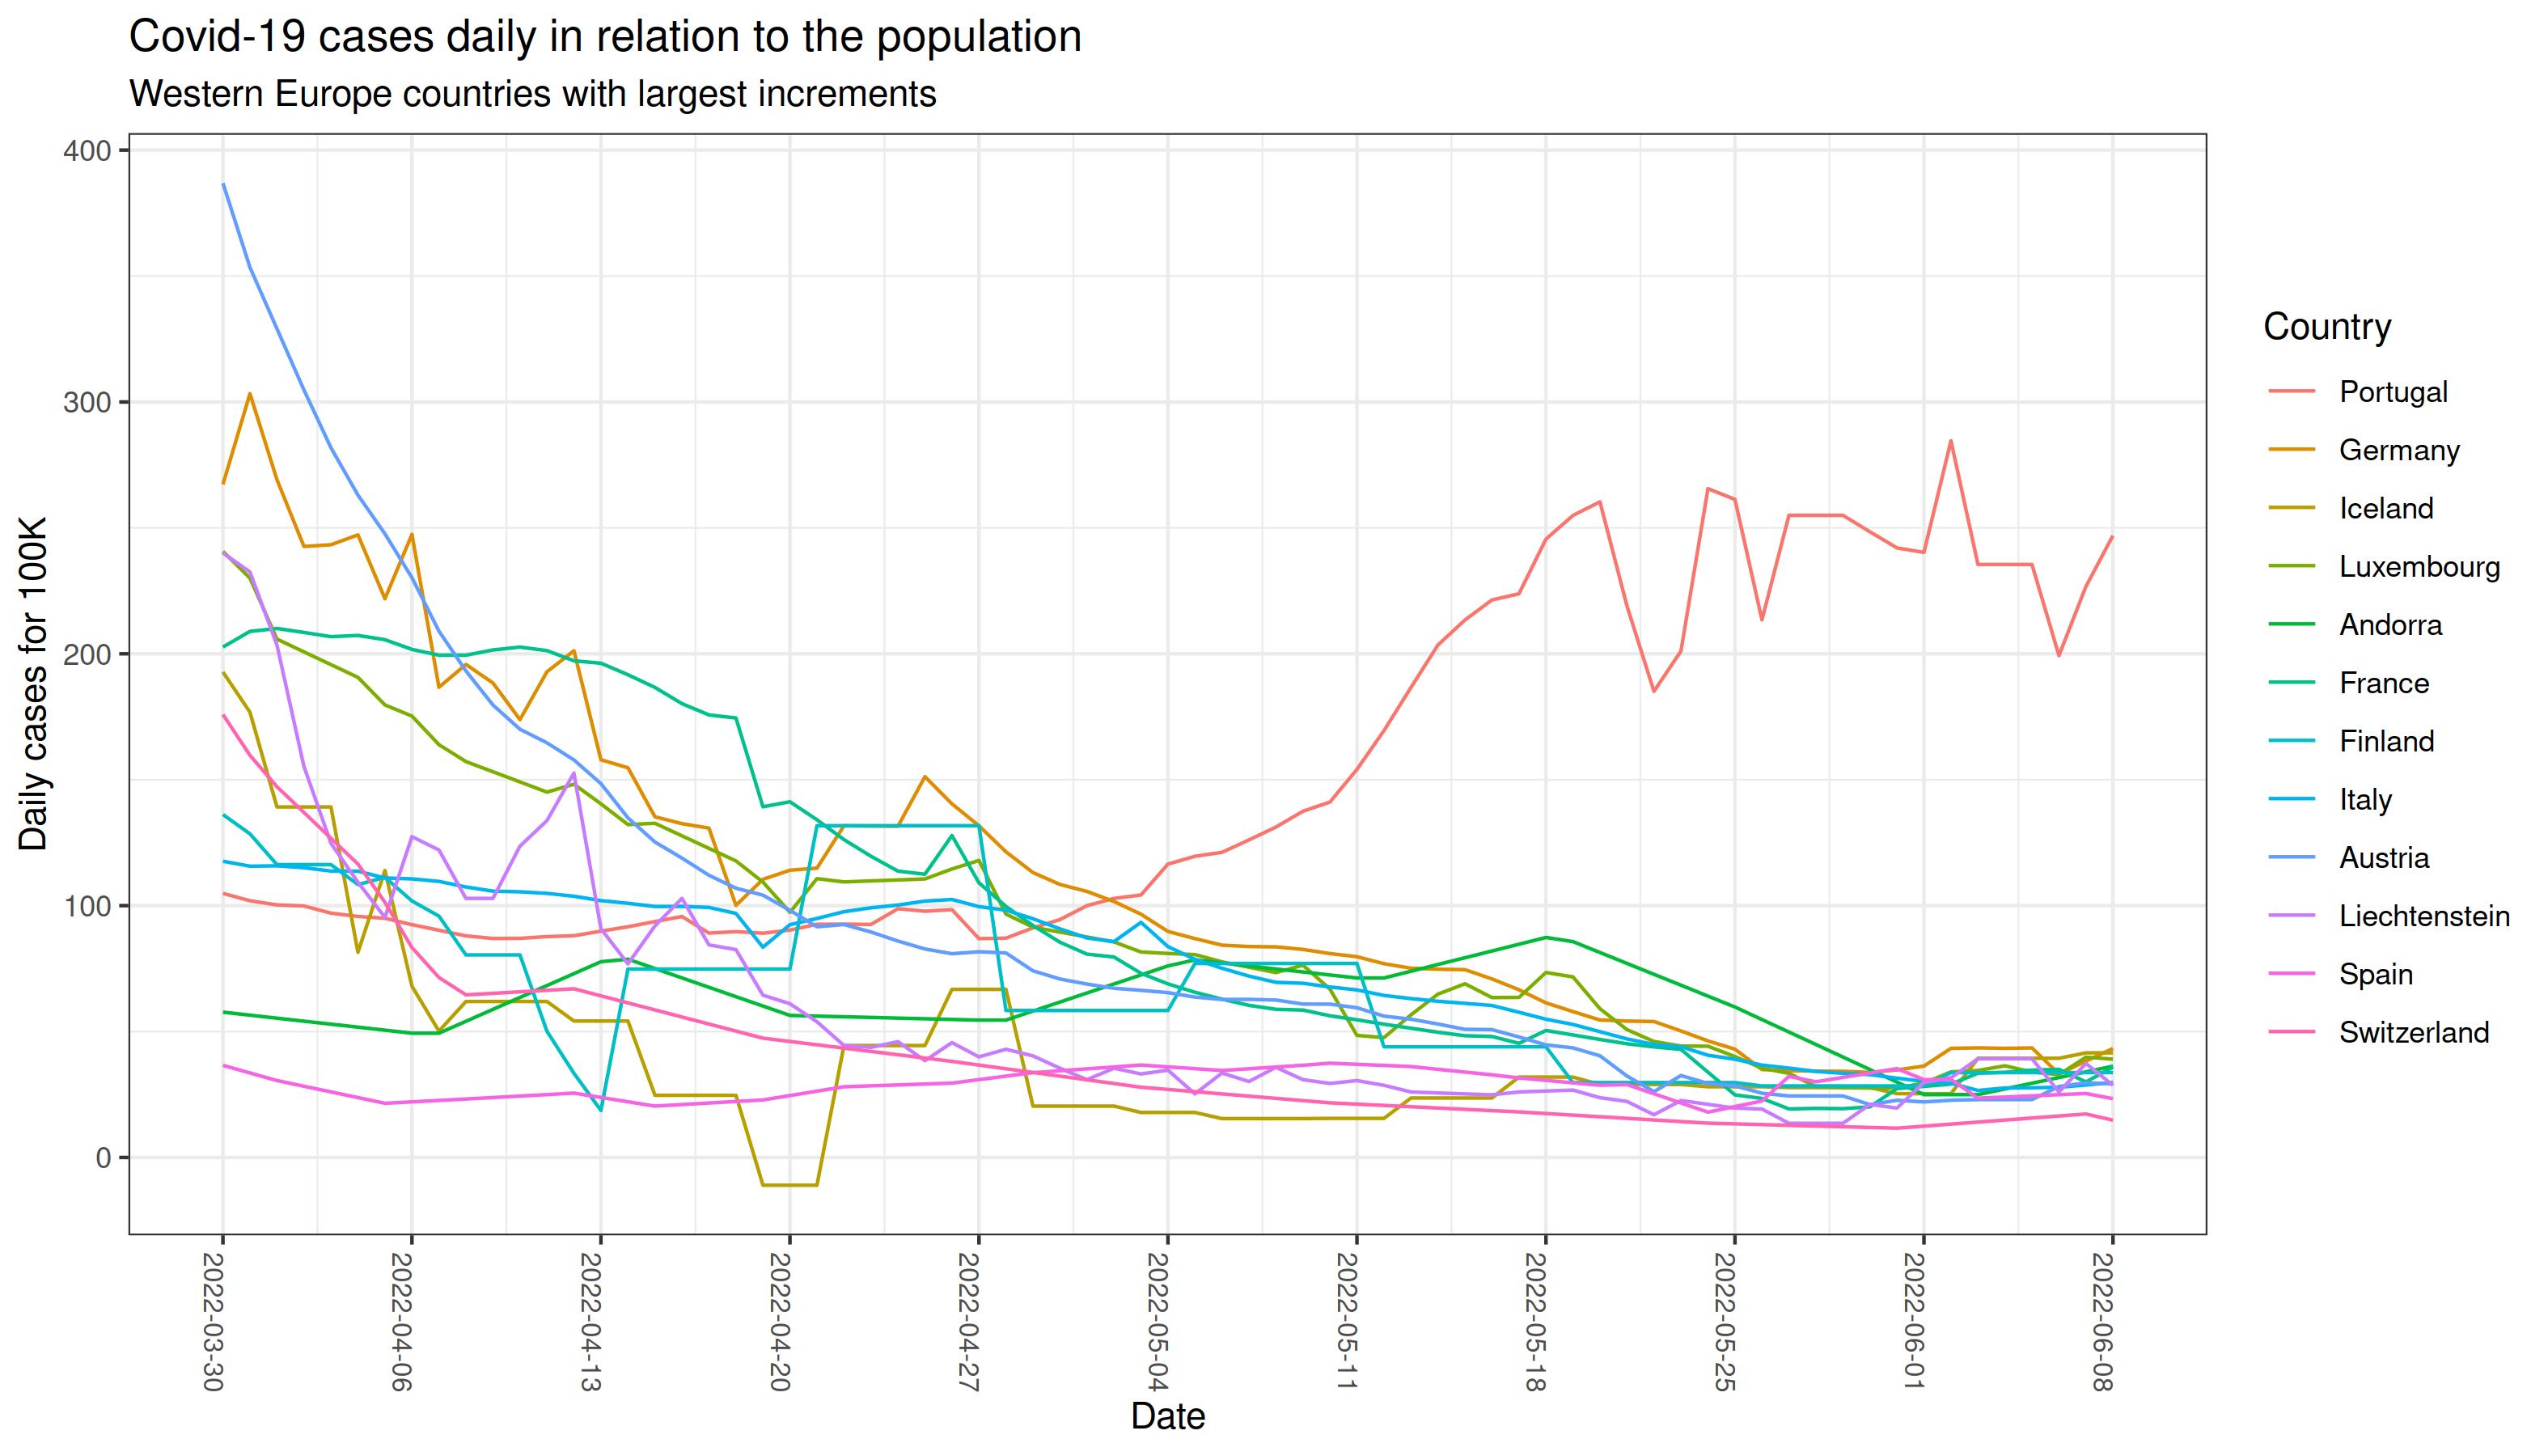 Covid-19 cases daily in relation to the population
Western Europe countries with largest increments
Daily cases for 100K
400
300
200
100
0
2022-03-30
2022-04-06
2022-04-13
2022-04-20
2022-04-27
2022-05-04
2022-05-11
2022-05-18
2022-05-25
2022-06-01
2022-06-08
Date
Country
Portugal
Germany
Iceland
Luxembourg
Andorra
France
Finland
Italy
Austria
Liechtenstein
Spain
Switzerland